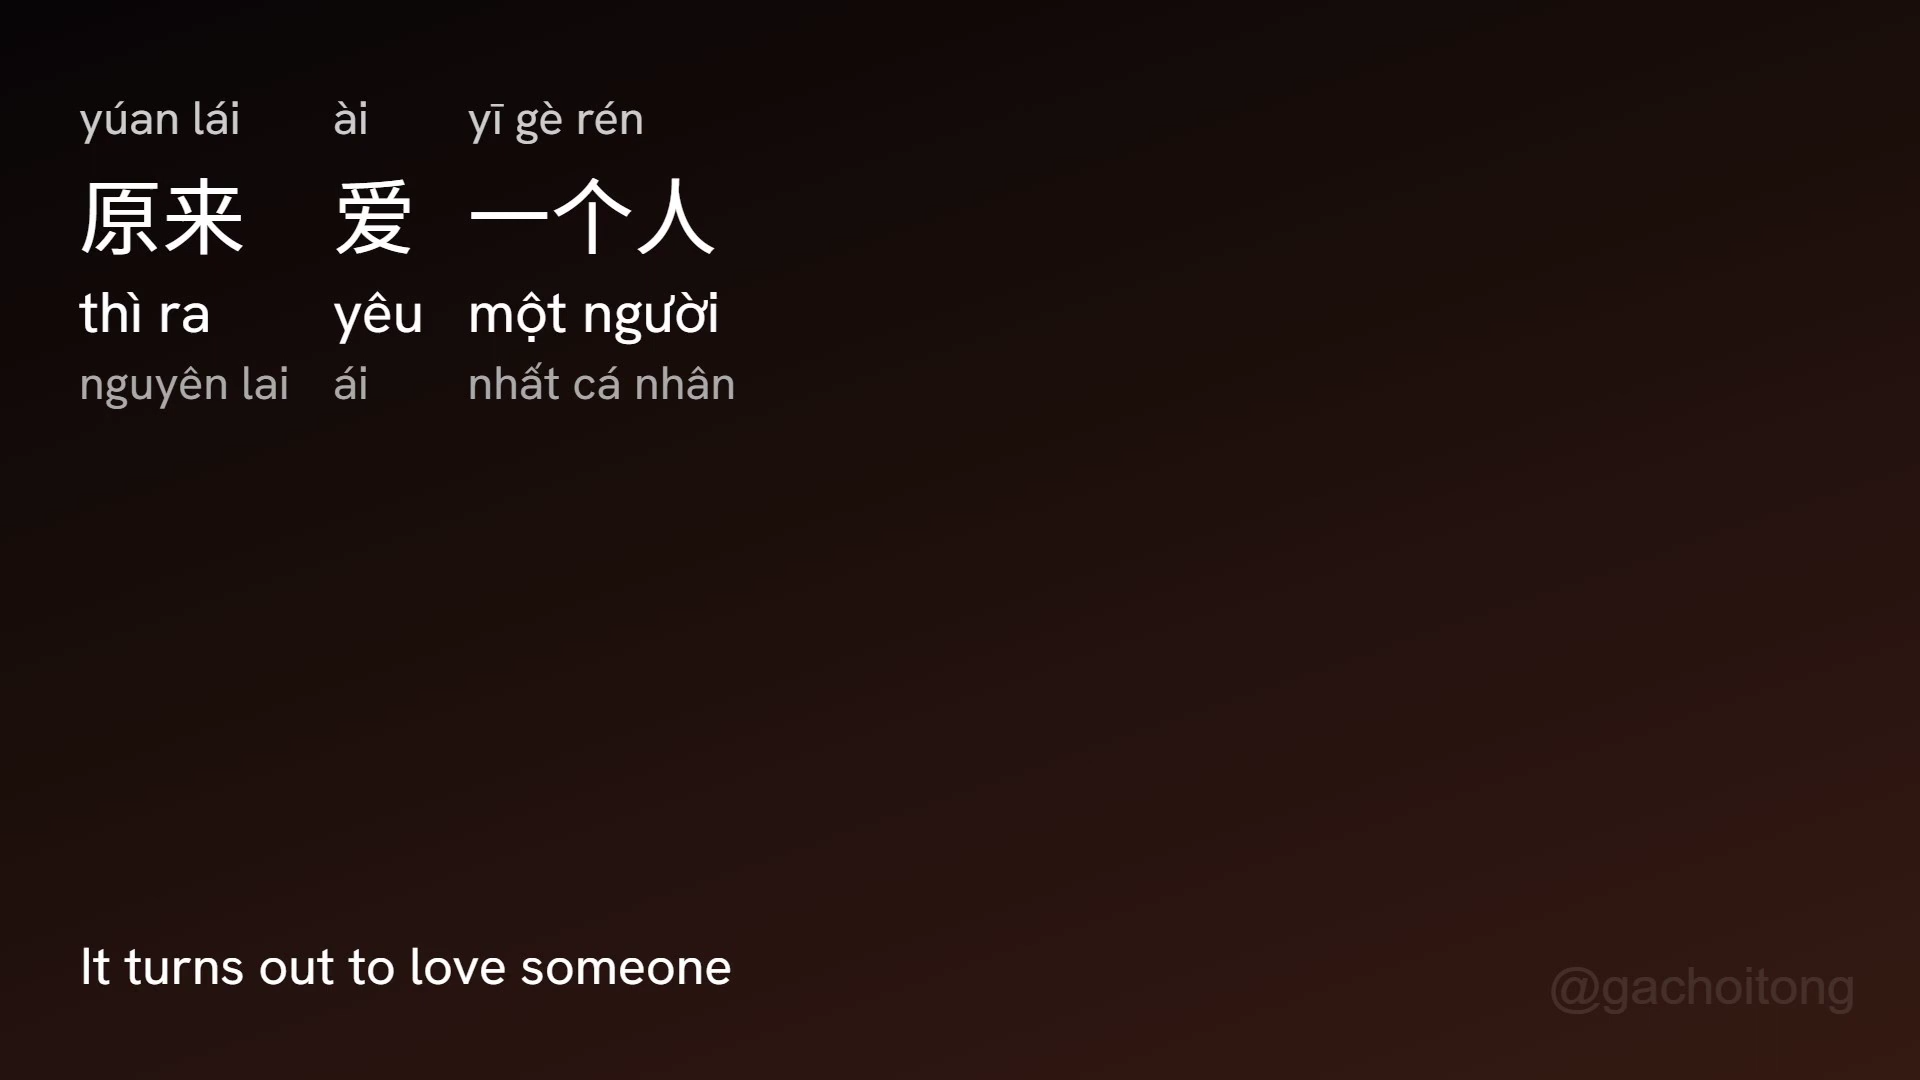 yúan lái ài yī gè rén
原来 爱 一个人
thì ra yêu một người
nguyên lai ái nhất cá nhân
It turns out to love someone
@gachoitong